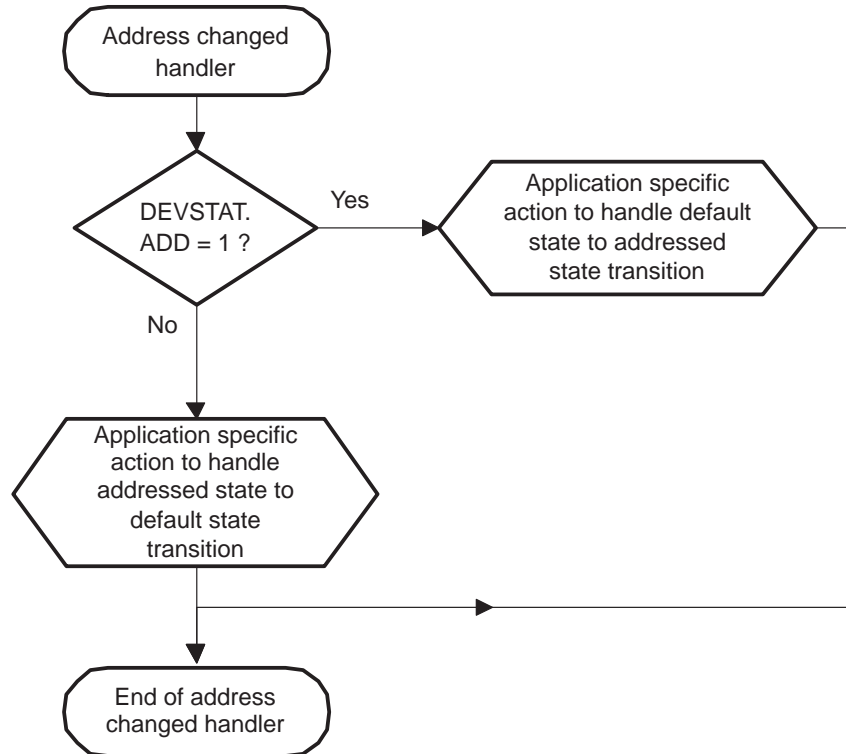 Address changed
handler
DEVSTAT.
ADD = 1 ?
Yes
Application specific
action to handle default
state to addressed
state transition
No
Application specific
action to handle
addressed state to
default state
transition
End of address
changed handler